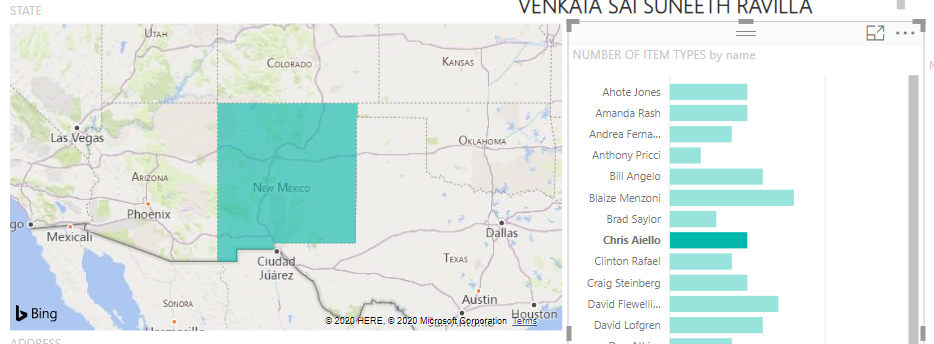 STATE
VENKATA SAI SUNEETH RAVILLA
UTAH
COLORADO
KANSAS
Las Vegas
OKLAHOMA
ARIZONA
NEW MEXICO
Phoenix
Mexicali
Dallas
Ciudad
Juárez
TEXAS
SONORA
Austin
Houston
Bing
© 2020 HERE, © 2020 Microsoft Corporation Terms
ADDRESS
NUMBER OF ITEM TYPES by name
Ahote Jones
Amanda Rash
Andrea Ferna...
Anthony Pricci
Bill Angelo
Blaize Menzoni
Brad Saylor
Chris Aiello
Clinton Rafael
Craig Steinberg
David Flewelli...
David Lofgren